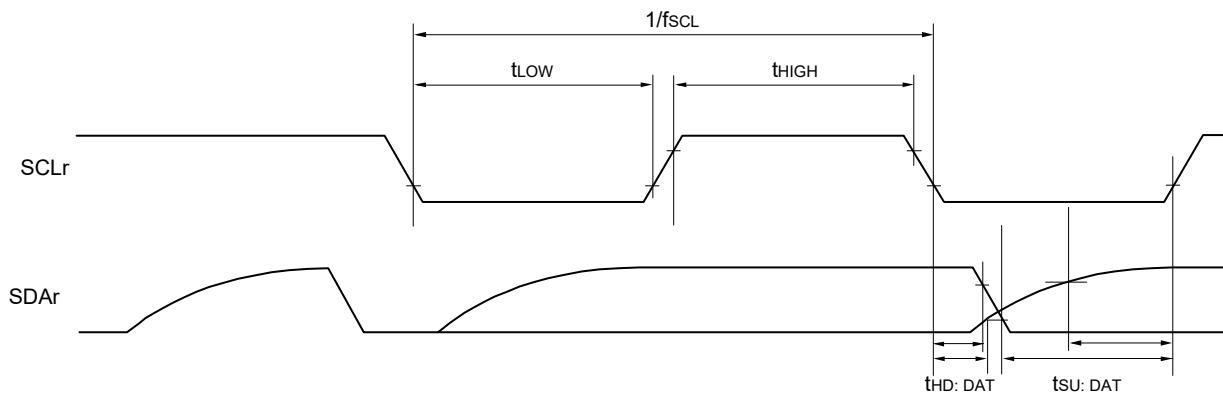 1/fSCL
tLOW
tHIGH
SCLr
SDAr
tHD: DAT
tSU: DAT